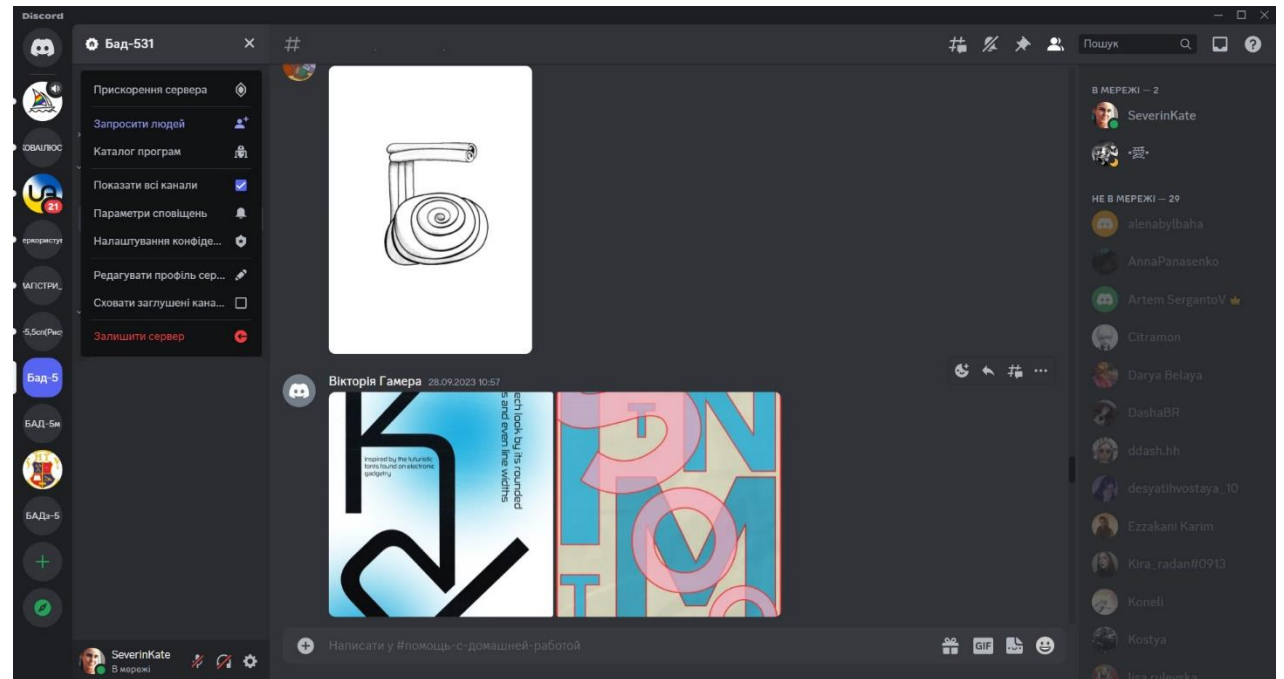 Discord
Бад-531
Пошук
Прискорення сервера
Запросити людей
Каталог програм
Показати всі канали
Параметри сповіщень
Налаштування конфіде...
Редагувати профіль сер...
Сховати заглушені кана...
Залишити сервер
21
МАГІСТРИ_
Бад-5
БАД-5м
БАДз-5
Вікторія Гамера 28.09.2023 10:57
Inspired by the futuristic
fonts found on electronic
gadgetry
ech look by its rounded
s and even line widths
Написати у #помощь-с-домашней-работой
GIF
SeverinKate
В мережі
В МЕРЕЖІ — 2
SeverinKate
·愛·
НЕ В МЕРЕЖІ — 29
alenabylbaha
AnnaPanasenko
Artem SergantoV
Citramon
Darya Belaya
DashaBR
ddash.hh
desyatihvostaya_10
Ezzakani Karim
Kira_radan#0913
Koneli
Kostya